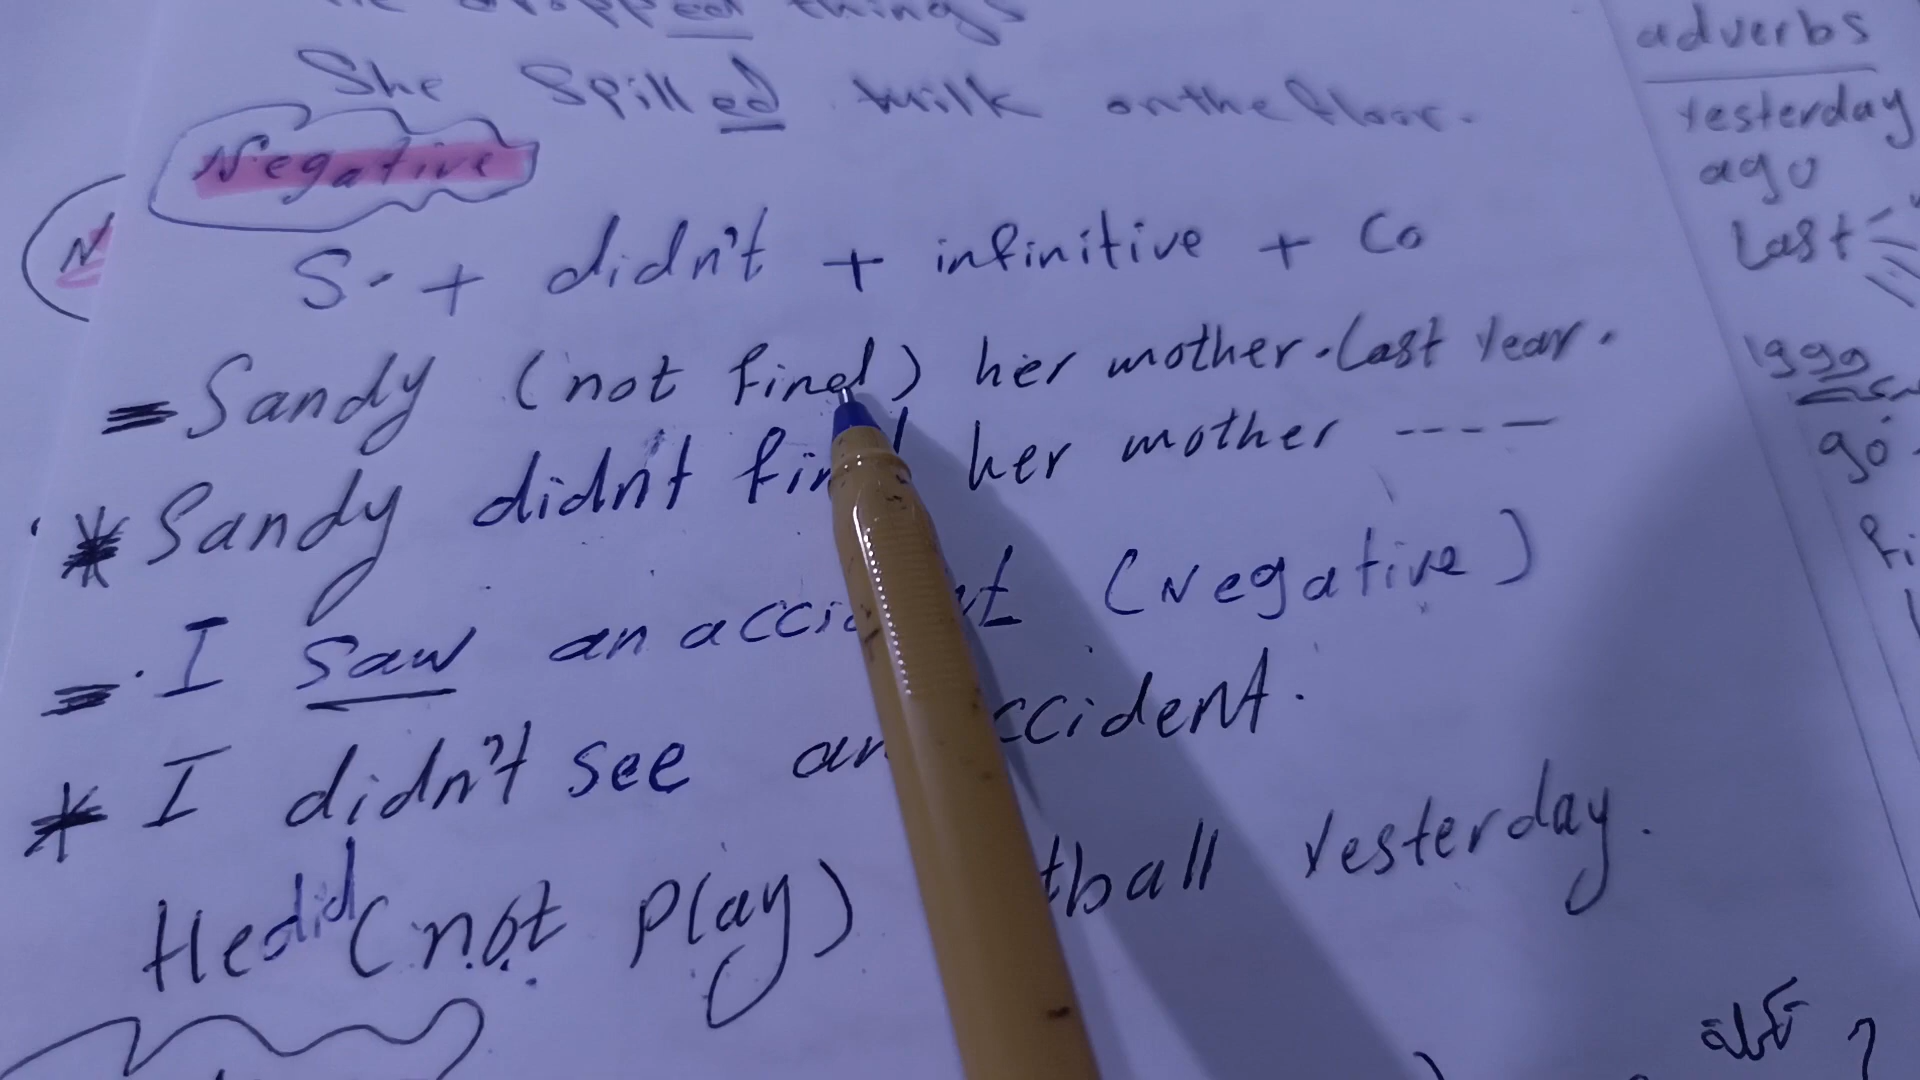 things
She Spilled milk on the floor.
Negative
S. + didn't + infinitive + Co
= Sandy (not find) her mother. Last Year.
* Sandy didn't find her mother ----
= . I saw an accident (Negative)
* I didn't see an accident.
He did (not Play) football Yesterday.
N
adverbs
Yesterday
ago
Last
1999
go